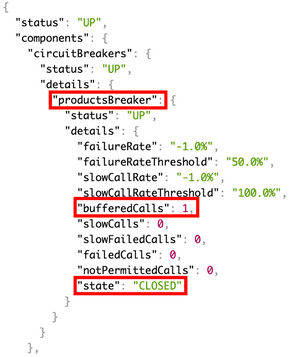 {
"status": "UP",
"components": {
"circuitBreakers": {
"status": "UP",
"details": {
"productsBreaker": {
"status": "UP",
"details": {
"failureRate": "-1.0%",
"failureRateThreshold": "50.0%",
"slowCallRate": "-1.0%",
"slowCallRateThreshold": "100.0%",
"bufferedCalls": 1,
"slowCalls": 0,
"slowFailedCalls": 0,
"failedCalls": 0,
"notPermittedCalls": 0,
"state": "CLOSED"
}
}
}
},